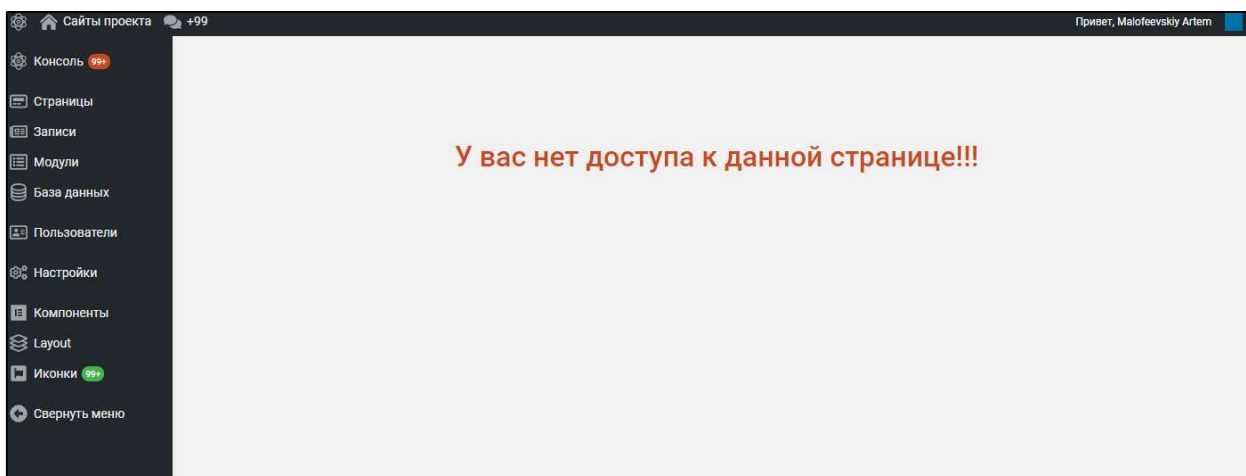 Сайты проекта +99 Привет, Malofeevskiy Artem
Консоль 99+
Страницы
Записи
Модули
База данных
Пользователи
Настройки
Компоненты
Layout
Иконки 99+
Свернуть меню
У вас нет доступа к данной странице!!!